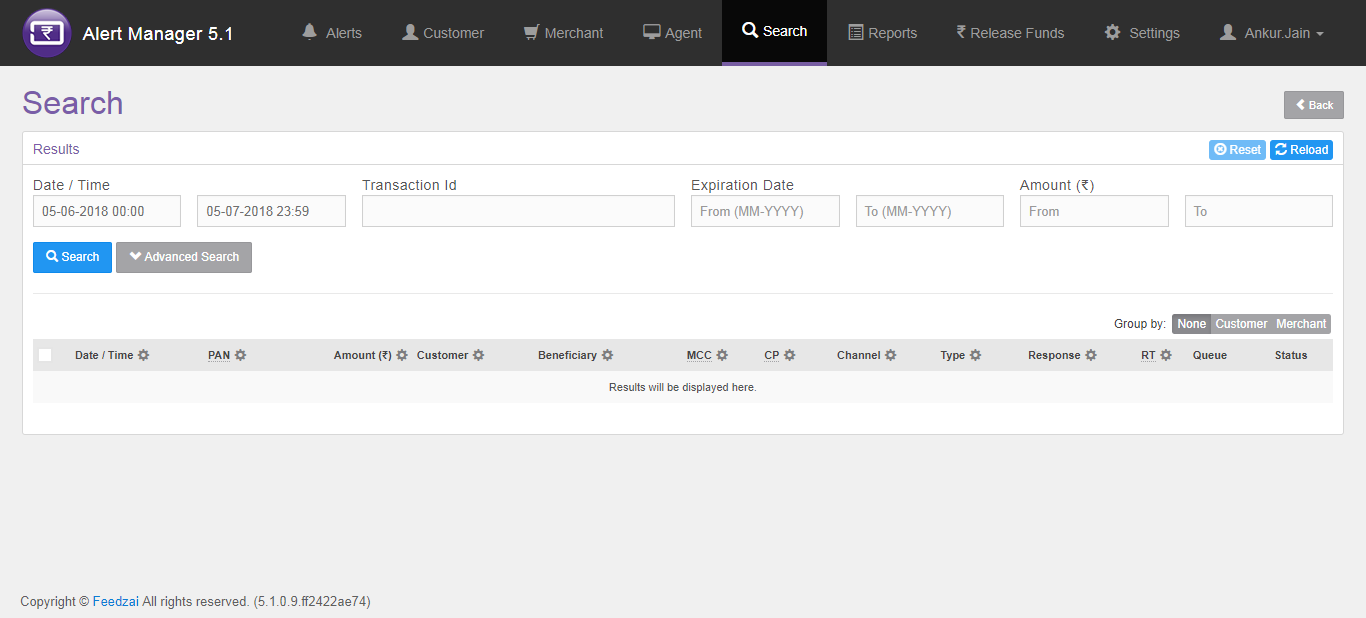 Alert Manager 5.1 Alerts Customer Merchant Agent Search Reports ₹ Release Funds Settings Ankur.Jain
Search
Back
Results Reset Reload
Date / Time Transaction Id Expiration Date Amount (₹)
05-06-2018 00:00 05-07-2018 23:59 From (MM-YYYY) To (MM-YYYY) From To
Search Advanced Search
Group by: None Customer Merchant
Date / Time PAN Amount (₹) Customer Beneficiary MCC CP Channel Type Response RT Queue Status
Results will be displayed here.
Copyright © Feedzai All rights reserved. (5.1.0.9.ff2422ae74)